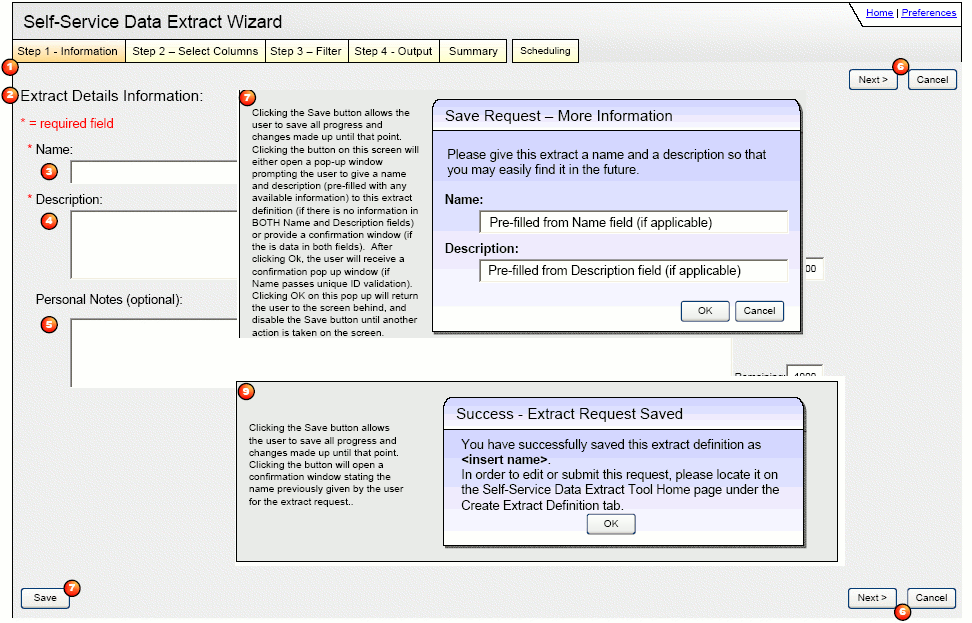 Self-Service Data Extract Wizard
Home | Preferences
Step 1 - Information
Step 2 – Select Columns
Step 3 – Filter
Step 4 - Output
Summary
Scheduling
1
6
Next >
Cancel
2
Extract Details Information:
* = required field
* Name:
3
* Description:
4
Personal Notes (optional):
5
7
Clicking the Save button allows the
user to save all progress and
changes made up until that point.
Clicking the button on this screen will
either open a pop-up window
prompting the user to give a name
and description (pre-filled with any
available information) to this extract
definition (if there is no information in
BOTH Name and Description fields)
or provide a confirmation window (if
the is data in both fields). After
clicking Ok, the user will receive a
confirmation pop up window (if
Name passes unique ID validation).
Clicking OK on this pop up will return
the user to the screen behind, and
disable the Save button until another
action is taken on the screen.
Save Request – More Information
Please give this extract a name and a description so that
you may easily find it in the future.
Name:
Pre-filled from Name field (if applicable)
Description:
Pre-filled from Description field (if applicable)
OK
Cancel
00
Remaining: 4000
9
Clicking the Save button allows
the user to save all progress and
changes made up until that point.
Clicking the button will open a
confirmation window stating the
name previously given by the user
for the extract request..
Success - Extract Request Saved
You have successfully saved this extract definition as
<insert name>.
In order to edit or submit this request, please locate it on
the Self-Service Data Extract Tool Home page under the
Create Extract Definition tab.
OK
7
Save
Next >
Cancel
6